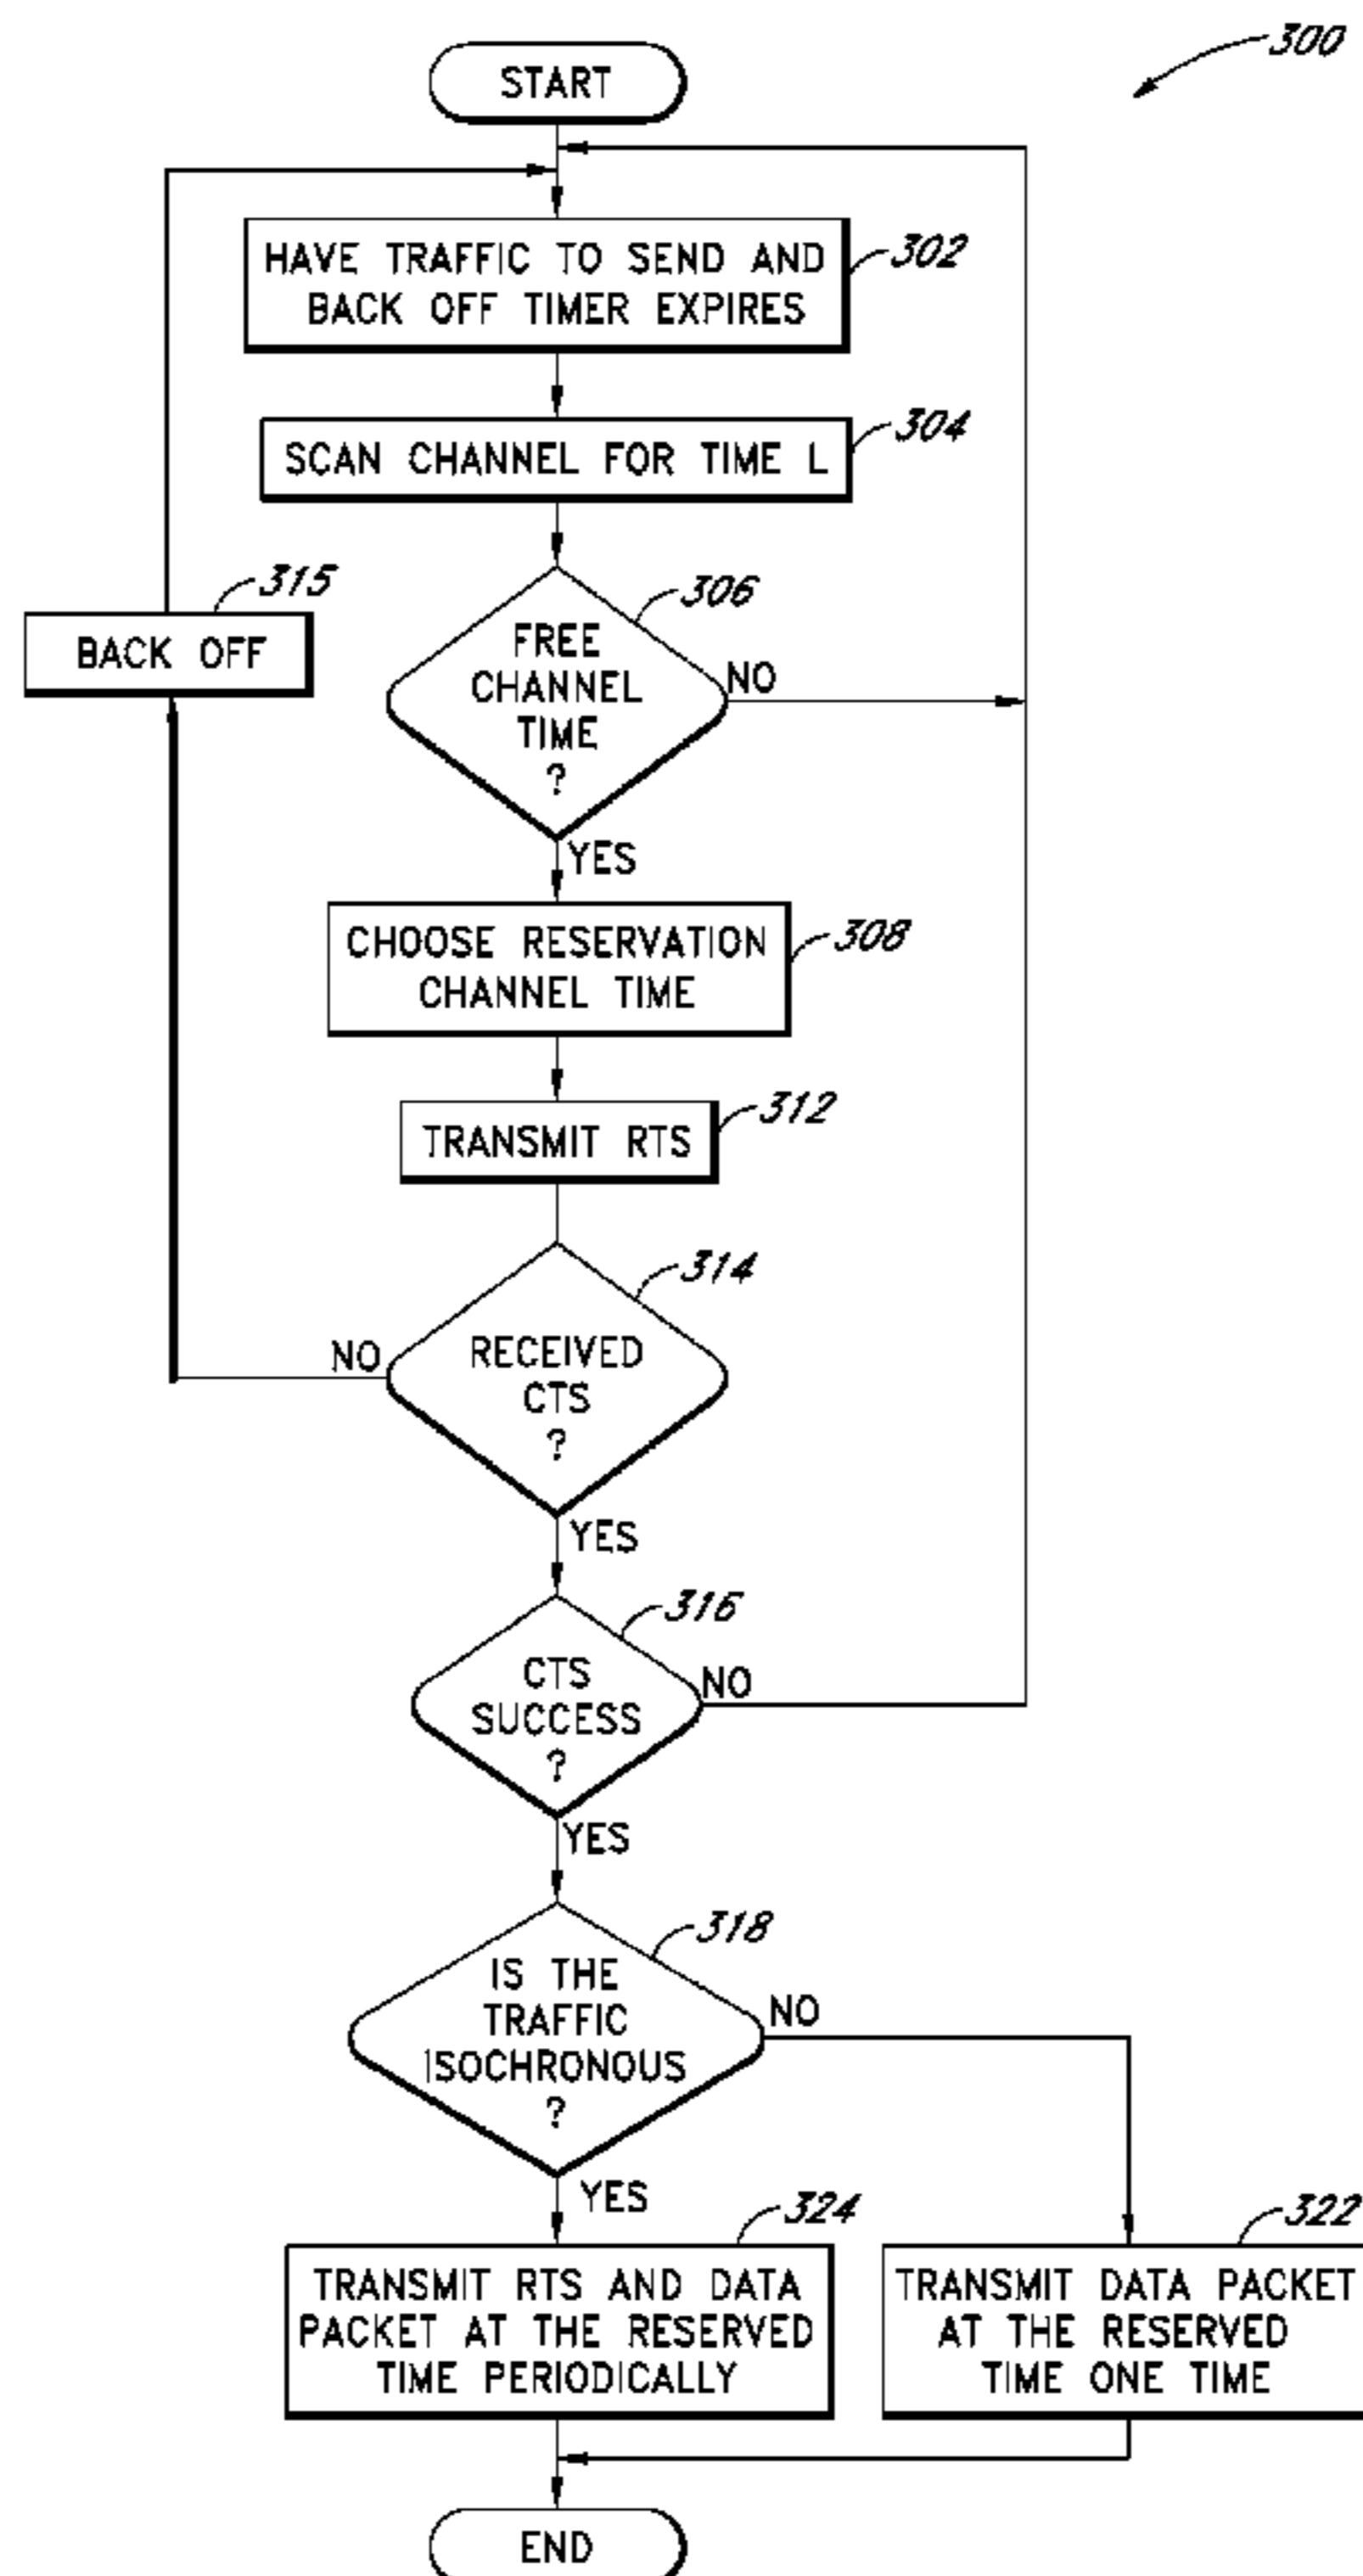 300
START
HAVE TRAFFIC TO SEND AND
BACK OFF TIMER EXPIRES
302
SCAN CHANNEL FOR TIME L
304
315
BACK OFF
306
FREE
CHANNEL
TIME
?
NO
YES
CHOOSE RESERVATION
CHANNEL TIME
308
TRANSMIT RTS
312
314
RECEIVED
CTS
?
NO
YES
316
CTS
SUCCESS
?
NO
YES
318
IS THE
TRAFFIC
ISOCHRONOUS
?
NO
YES
324
TRANSMIT RTS AND DATA
PACKET AT THE RESERVED
TIME PERIODICALLY
322
TRANSMIT DATA PACKET
AT THE RESERVED
TIME ONE TIME
END